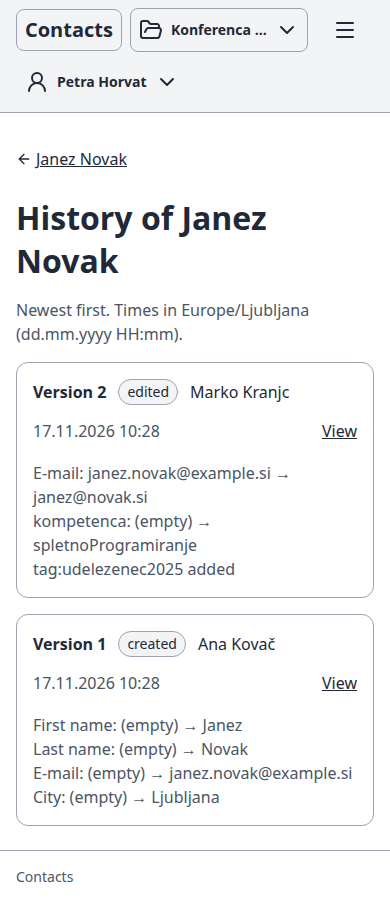 Contacts
Konferenca ...
Petra Horvat
← Janez Novak
History of Janez
Novak
Newest first. Times in Europe/Ljubljana
(dd.mm.yyyy HH:mm).
Version 2 edited Marko Kranjc
17.11.2026 10:28 View
E-mail: janez.novak@example.si →
janez@novak.si
kompetenca: (empty) →
spletnoProgramiranje
tag:udelezenec2025 added
Version 1 created Ana Kovač
17.11.2026 10:28 View
First name: (empty) → Janez
Last name: (empty) → Novak
E-mail: (empty) → janez.novak@example.si
City: (empty) → Ljubljana
Contacts